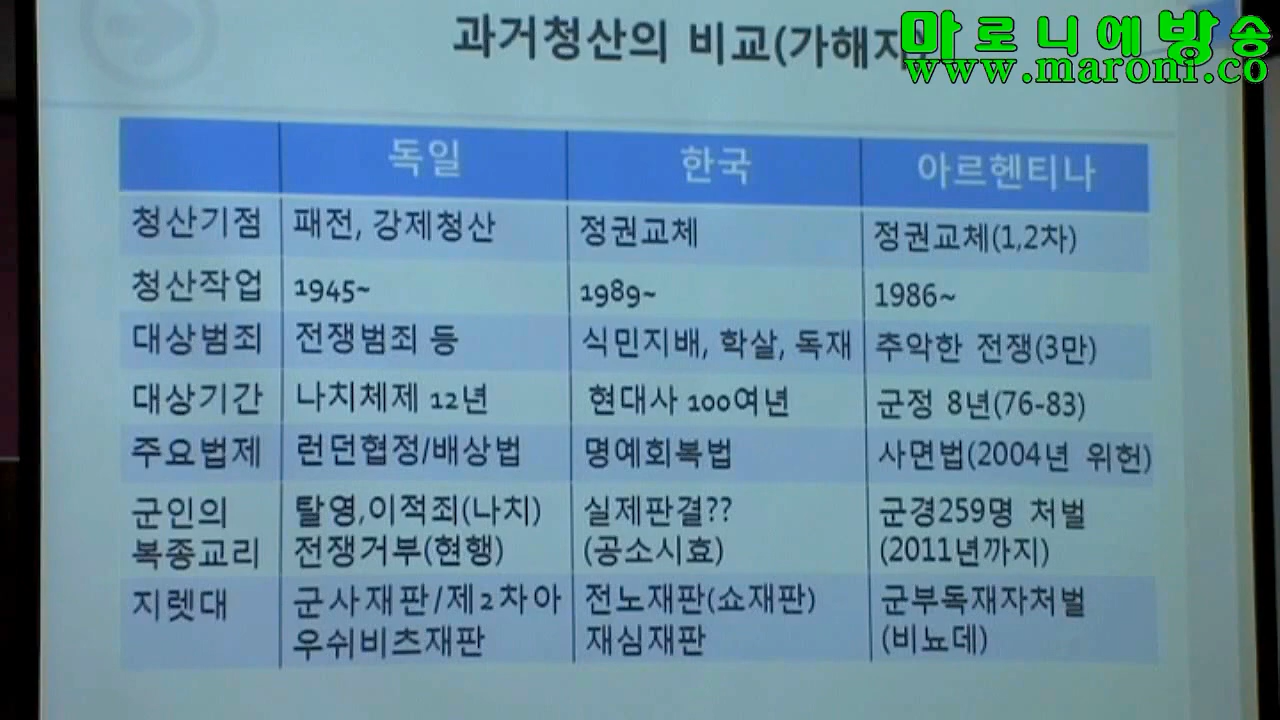 과거청산의 비교(가해자)
마로니에방송
www.maroni.co
독일 한국 아르헨티나
청산기점 패전, 강제청산 정권교체 정권교체(1,2차)
청산작업 1945~ 1989~ 1986~
대상범죄 전쟁범죄 등 식민지배, 학살, 독재 추악한 전쟁(3만)
대상기간 나치체제 12년 현대사 100여년 군정 8년(76-83)
주요법제 런던협정/배상법 명예회복법 사면법(2004년 위헌)
군인의 탈영,이적죄(나치) 실제판결?? 군경259명 처벌
복종교리 전쟁거부(현행) (공소시효) (2011년까지)
지렛대 군사재판/제2차아 전노재판(쇼재판) 군부독재자처벌
우쉬비츠재판 재심재판 (비뇨데)